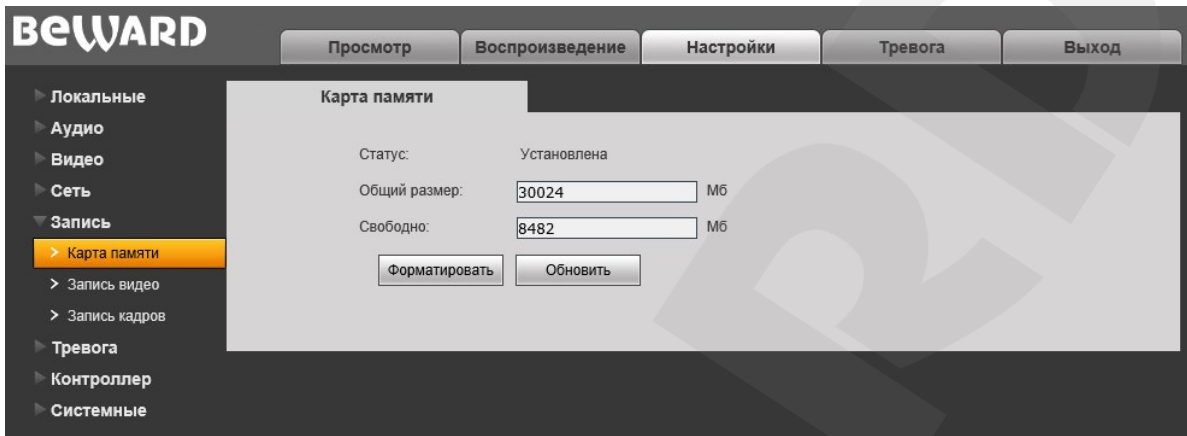 BEWARD
Просмотр Воспроизведение Настройки Тревога Выход
Локальные
Аудио
Видео
Сеть
Запись
> Карта памяти
> Запись видео
> Запись кадров
Тревога
Контроллер
Системные
Карта памяти
Статус: Установлена
Общий размер: 30024 Мб
Свободно: 8482 Мб
Форматировать Обновить